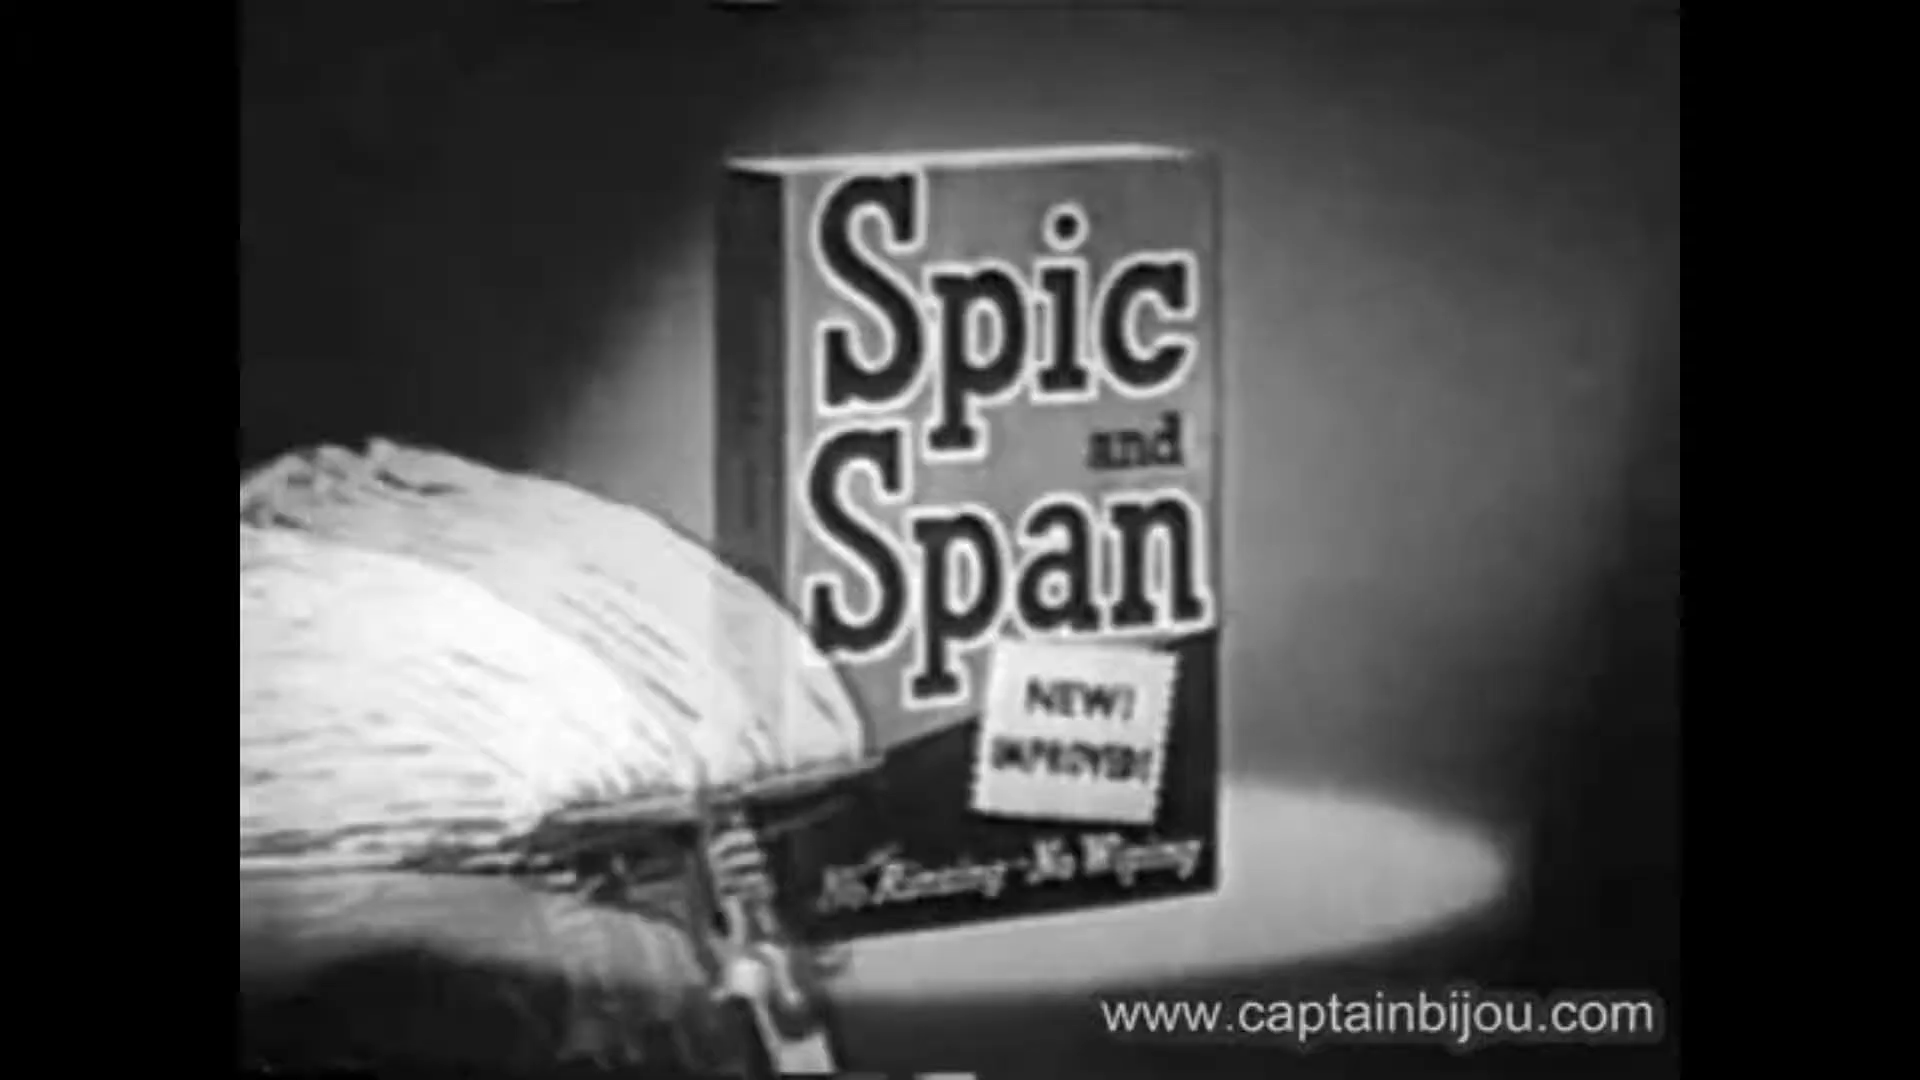 Spic
and
Span
NEW!
IMPROVED!
No Rinsing - No Wiping
www.captainbijou.com